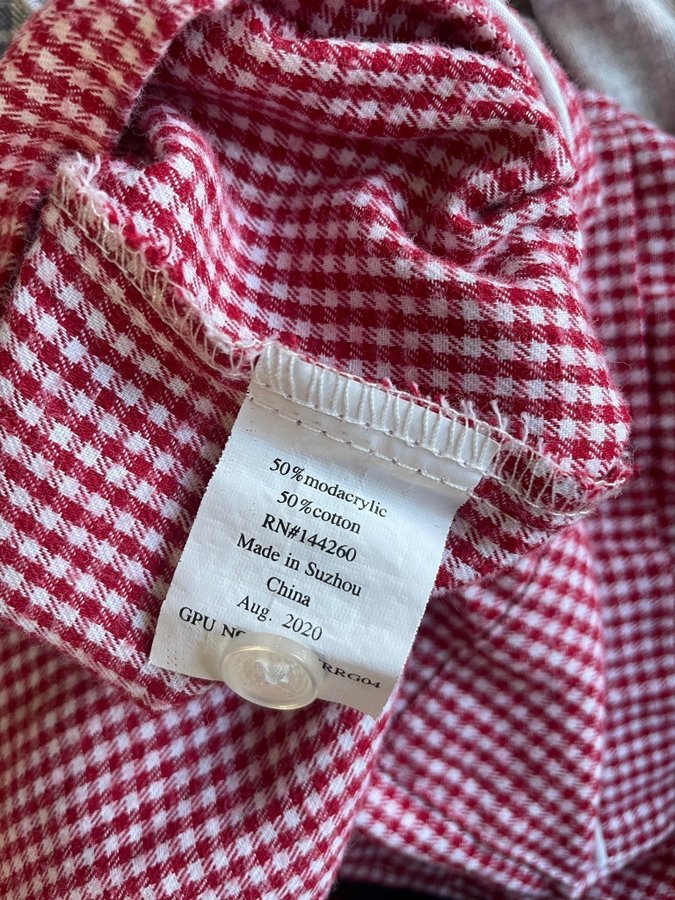 50%modacrylic
50%cotton
RN#144260
Made in Suzhou
China
Aug. 2020
GPU RRG04